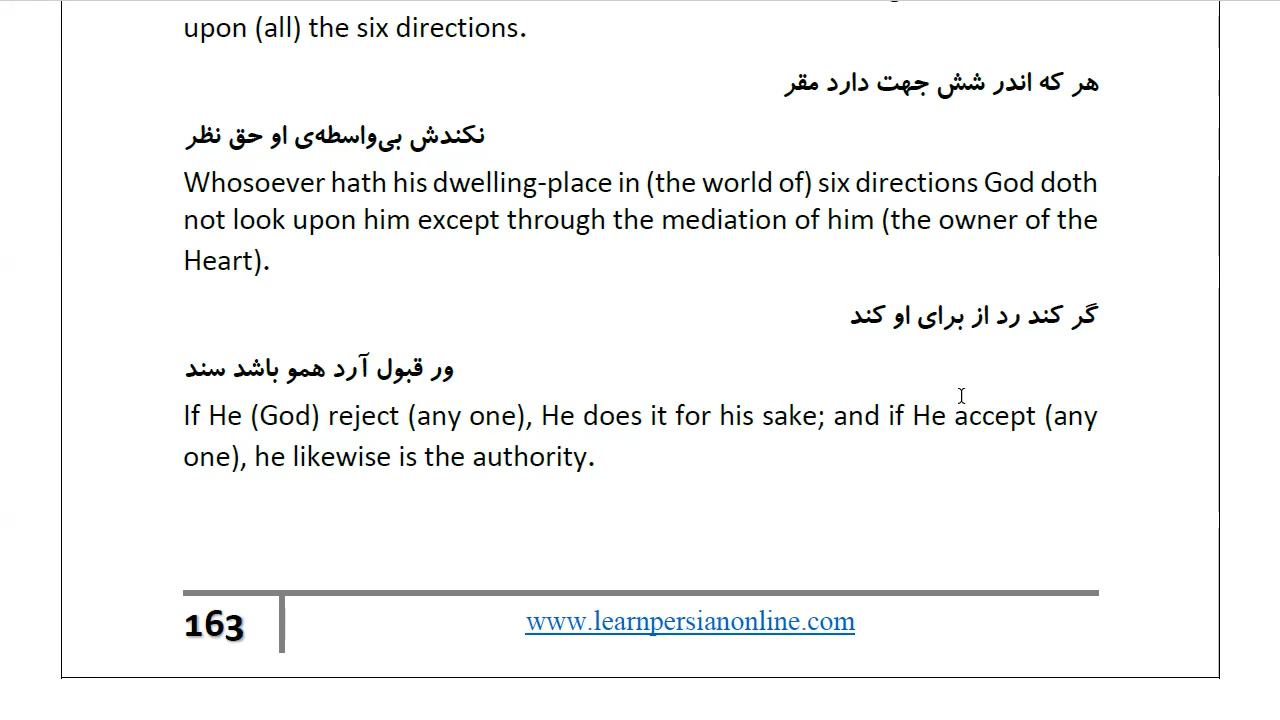 upon (all) the six directions.
هر که اندر شش جهت دارد مقر
نکندش بی‌واسطه‌ی او حق نظر
Whosoever hath his dwelling-place in (the world of) six directions God doth
not look upon him except through the mediation of him (the owner of the
Heart).
گر کند رد از برای او کند
ور قبول آرد همو باشد سند
If He (God) reject (any one), He does it for his sake; and if He accept (any
one), he likewise is the authority.
163
www.learnpersianonline.com